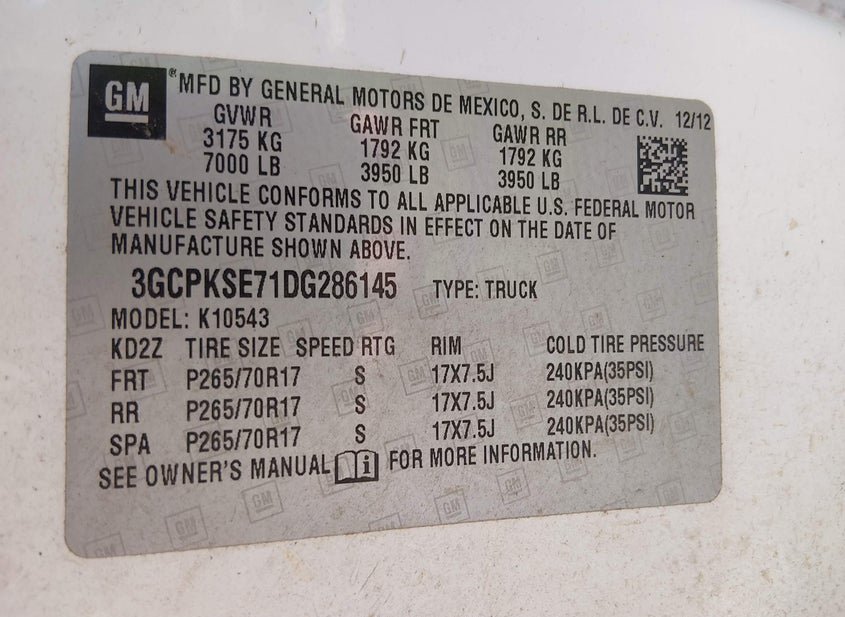 GM ® MFD BY GENERAL MOTORS DE MEXICO, S. DE R.L. DE C.V. 12/12
GVWR GAWR FRT GAWR RR
3175 KG 1792 KG 1792 KG
7000 LB 3950 LB 3950 LB
THIS VEHICLE CONFORMS TO ALL APPLICABLE U.S. FEDERAL MOTOR
VEHICLE SAFETY STANDARDS IN EFFECT ON THE DATE OF
MANUFACTURE SHOWN ABOVE.
3GCPKSE71DG286145 TYPE: TRUCK
MODEL: K10543
KD2Z TIRE SIZE SPEED RTG RIM COLD TIRE PRESSURE
FRT P265/70R17 S 17X7.5J 240KPA(35PSI)
RR P265/70R17 S 17X7.5J 240KPA(35PSI)
SPA P265/70R17 S 17X7.5J 240KPA(35PSI)
SEE OWNER'S MANUAL i FOR MORE INFORMATION.